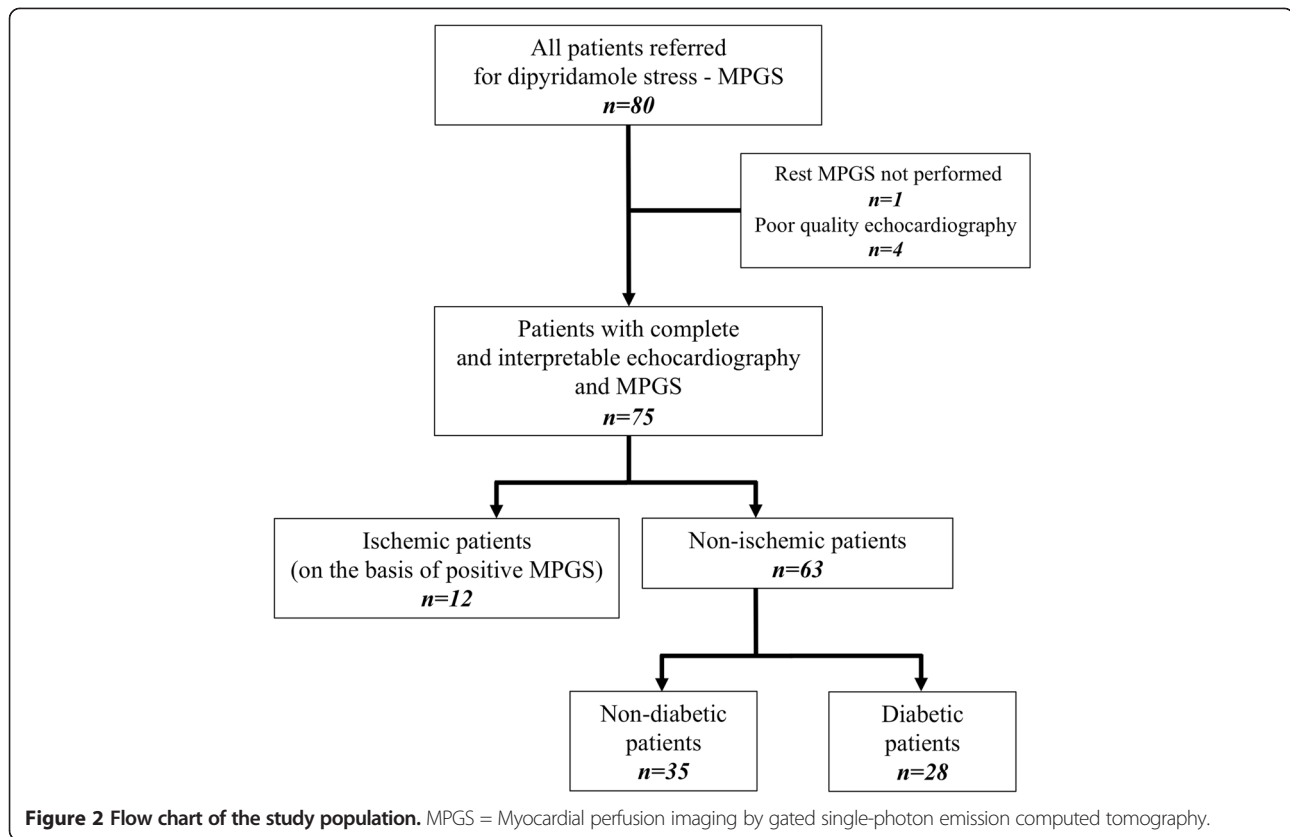 All patients referred
for dipyridamole stress - MPGS
n=80
Rest MPGS not performed
n=1
Poor quality echocardiography
n=4
Patients with complete
and interpretable echocardiography
and MPGS
n=75
Ischemic patients
(on the basis of positive MPGS)
n=12
Non-ischemic patients
n=63
Non-diabetic
patients
n=35
Diabetic
patients
n=28
Figure 2 Flow chart of the study population. MPGS = Myocardial perfusion imaging by gated single-photon emission computed tomography.